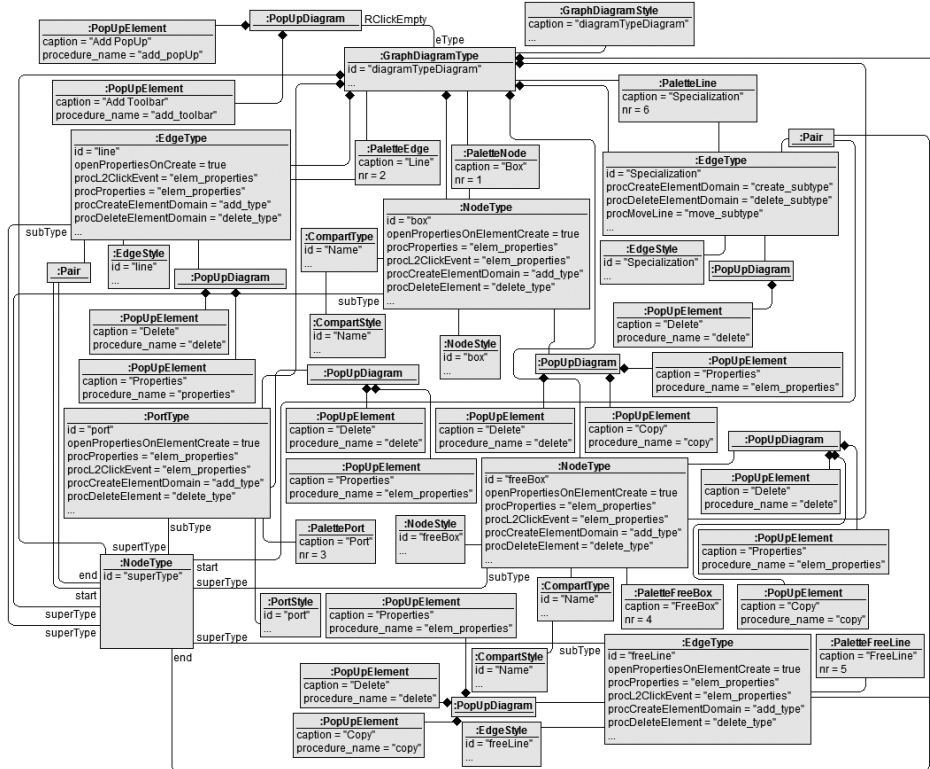 :PopUpElement
caption = "Add PopUp"
procedure_name = "add_popUp"
:PopUpDiagram
RClickEmpty
eType
:GraphDiagramStyle
caption = "diagramTypeDiagram"
...
:GraphDiagramType
id = "diagramTypeDiagram"
...
:PopUpElement
caption = "Add Toolbar"
procedure_name = "add_toolbar"
:PaletteLine
caption = "Specialization"
nr = 6
:Pair
:EdgeType
id = "line"
openPropertiesOnCreate = true
procL2ClickEvent = "elem_properties"
procProperties = "elem_properties"
procCreateElementDomain = "add_type"
procDeleteElementDomain = "delete_type"
...
:PaletteEdge
caption = "Line"
nr = 2
:PaletteNode
caption = "Box"
nr = 1
:EdgeType
id = "Specialization"
procCreateElementDomain = "create_subtype"
procDeleteElementDomain = "delete_subtype"
procMoveLine = "move_subtype"
...
:NodeType
id = "box"
openPropertiesOnElementCreate = true
procProperties = "elem_properties"
procL2ClickEvent = "elem_properties"
procCreateElementDomain = "add_type"
procDeleteElement = "delete_type"
...
subType
:Pair
:EdgeStyle
id = "line"
...
:CompartType
id = "Name"
...
:EdgeStyle
id = "Specialization"
...
:PopUpDiagram
:PopUpDiagram
subType
:PopUpElement
caption = "Delete"
procedure_name = "delete"
:CompartStyle
id = "Name"
...
:NodeStyle
id = "box"
...
:PopUpElement
caption = "Delete"
procedure_name = "delete"
:PopUpElement
caption = "Properties"
procedure_name = "properties"
:PopUpDiagram
:PopUpDiagram
:PopUpElement
caption = "Properties"
procedure_name = "elem_properties"
:PortType
id = "port"
openPropertiesOnElementCreate = true
procProperties = "elem_properties"
procL2ClickEvent = "elem_properties"
procCreateElementDomain = "add_type"
procDeleteElement = "delete_type"
...
:PopUpElement
caption = "Delete"
procedure_name = "delete"
:PopUpElement
caption = "Delete"
procedure_name = "delete"
:PopUpElement
caption = "Copy"
procedure_name = "copy"
:PopUpDiagram
:PopUpElement
caption = "Properties"
procedure_name = "elem_properties"
:NodeType
id = "freeBox"
openPropertiesOnElementCreate = true
procProperties = "elem_properties"
procL2ClickEvent = "elem_properties"
procCreateElementDomain = "add_type"
procDeleteElement = "delete_type"
...
:PopUpElement
caption = "Delete"
procedure_name = "delete"
subType
:PalettePort
caption = "Port"
nr = 3
:NodeStyle
id = "freeBox"
...
:PopUpElement
caption = "Properties"
procedure_name = "elem_properties"
supertType
:NodeType
id = "superType"
end
start
superType
superType
start
superType
superType
end
subType
:CompartType
id = "Name"
...
:PaletteFreeBox
caption = "FreeBox"
nr = 4
:PopUpElement
caption = "Copy"
procedure_name = "copy"
:PortStyle
id = "port"
...
:PopUpElement
caption = "Properties"
procedure_name = "elem_properties"
subType
:CompartStyle
id = "Name"
...
:EdgeType
id = "freeLine"
openPropertiesOnElementCreate = true
procProperties = "elem_properties"
procL2ClickEvent = "elem_properties"
procCreateElementDomain = "add_type"
procDeleteElement = "delete_type"
...
:PaletteFreeLine
caption = "FreeLine"
nr = 5
:PopUpElement
caption = "Delete"
procedure_name = "delete"
:PopUpDiagram
:PopUpElement
caption = "Copy"
procedure_name = "copy"
:EdgeStyle
id = "freeLine"
...